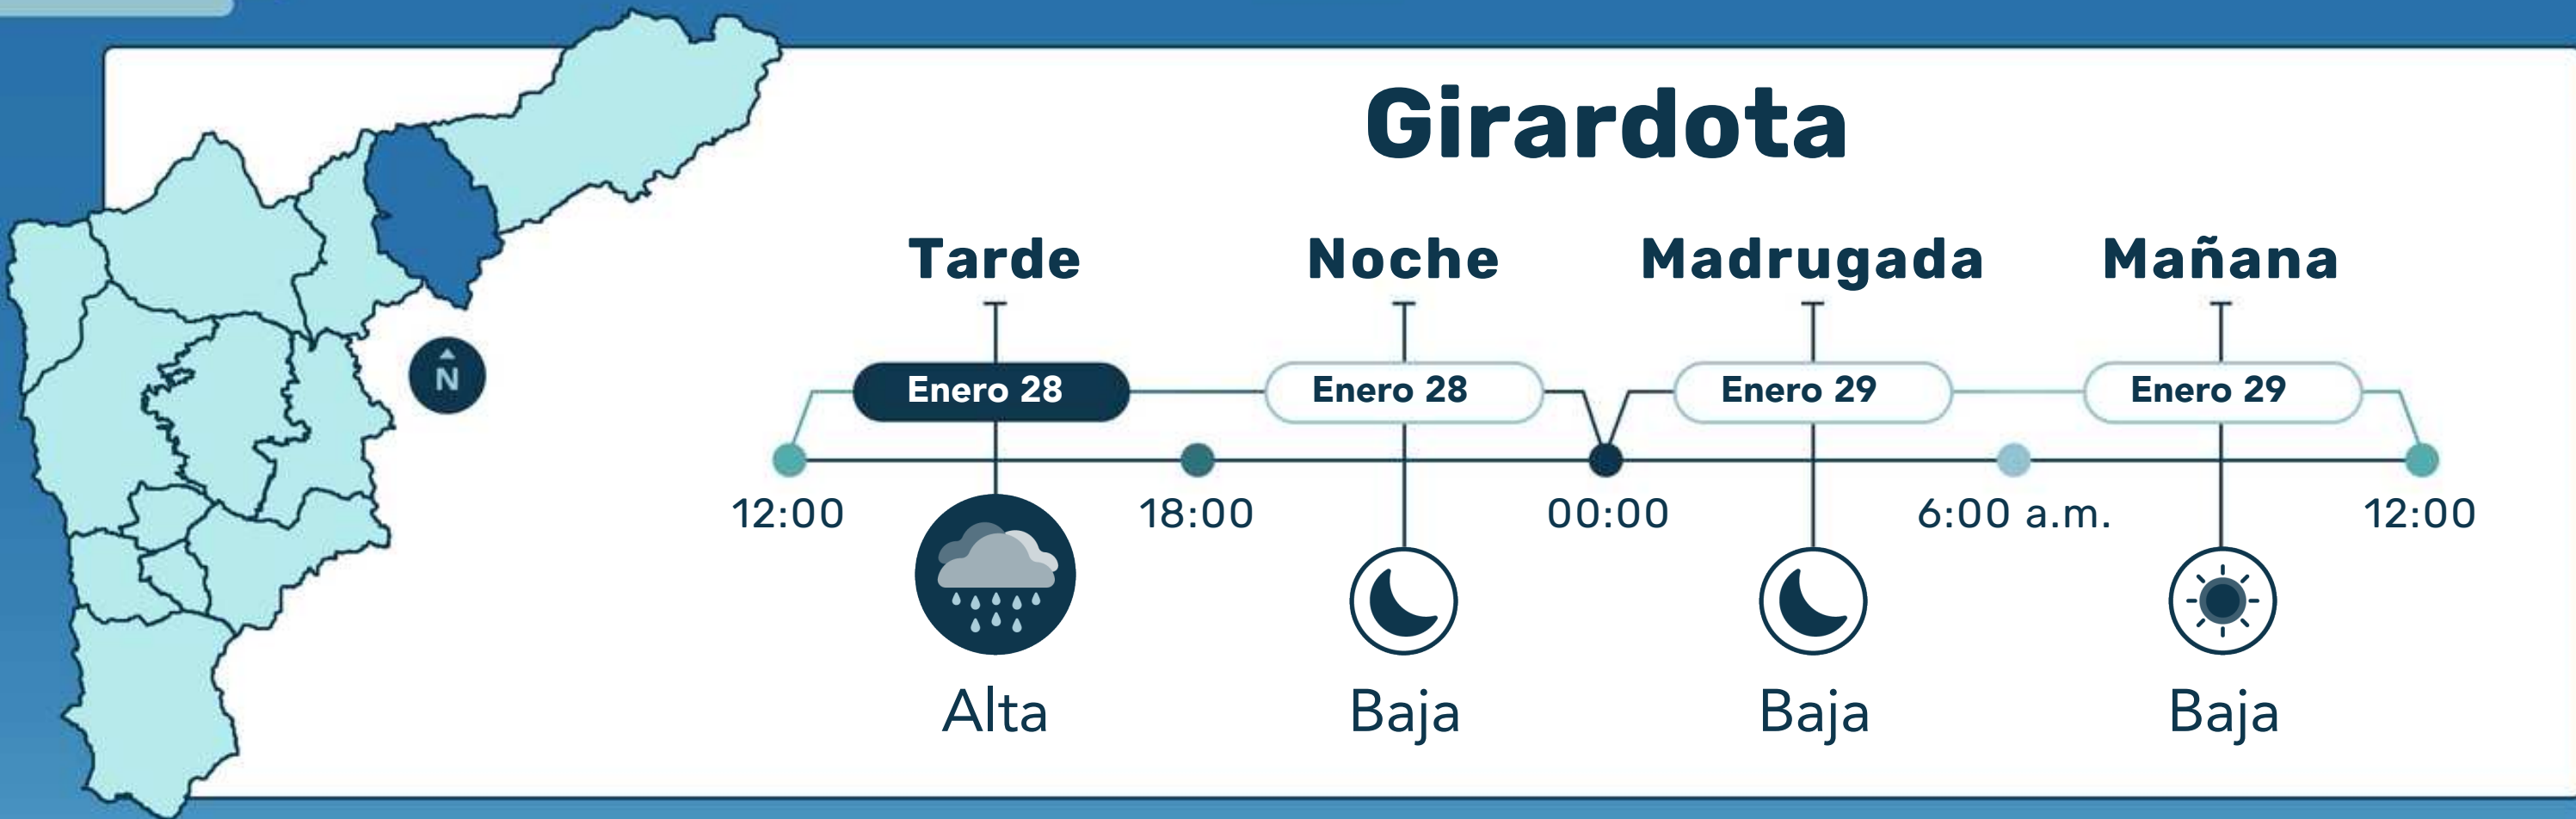 Girardota
Tarde Noche Madrugada Mañana
Enero 28 Enero 28 Enero 29 Enero 29
N
12:00 18:00 00:00 6:00 a.m. 12:00
Alta Baja Baja Baja